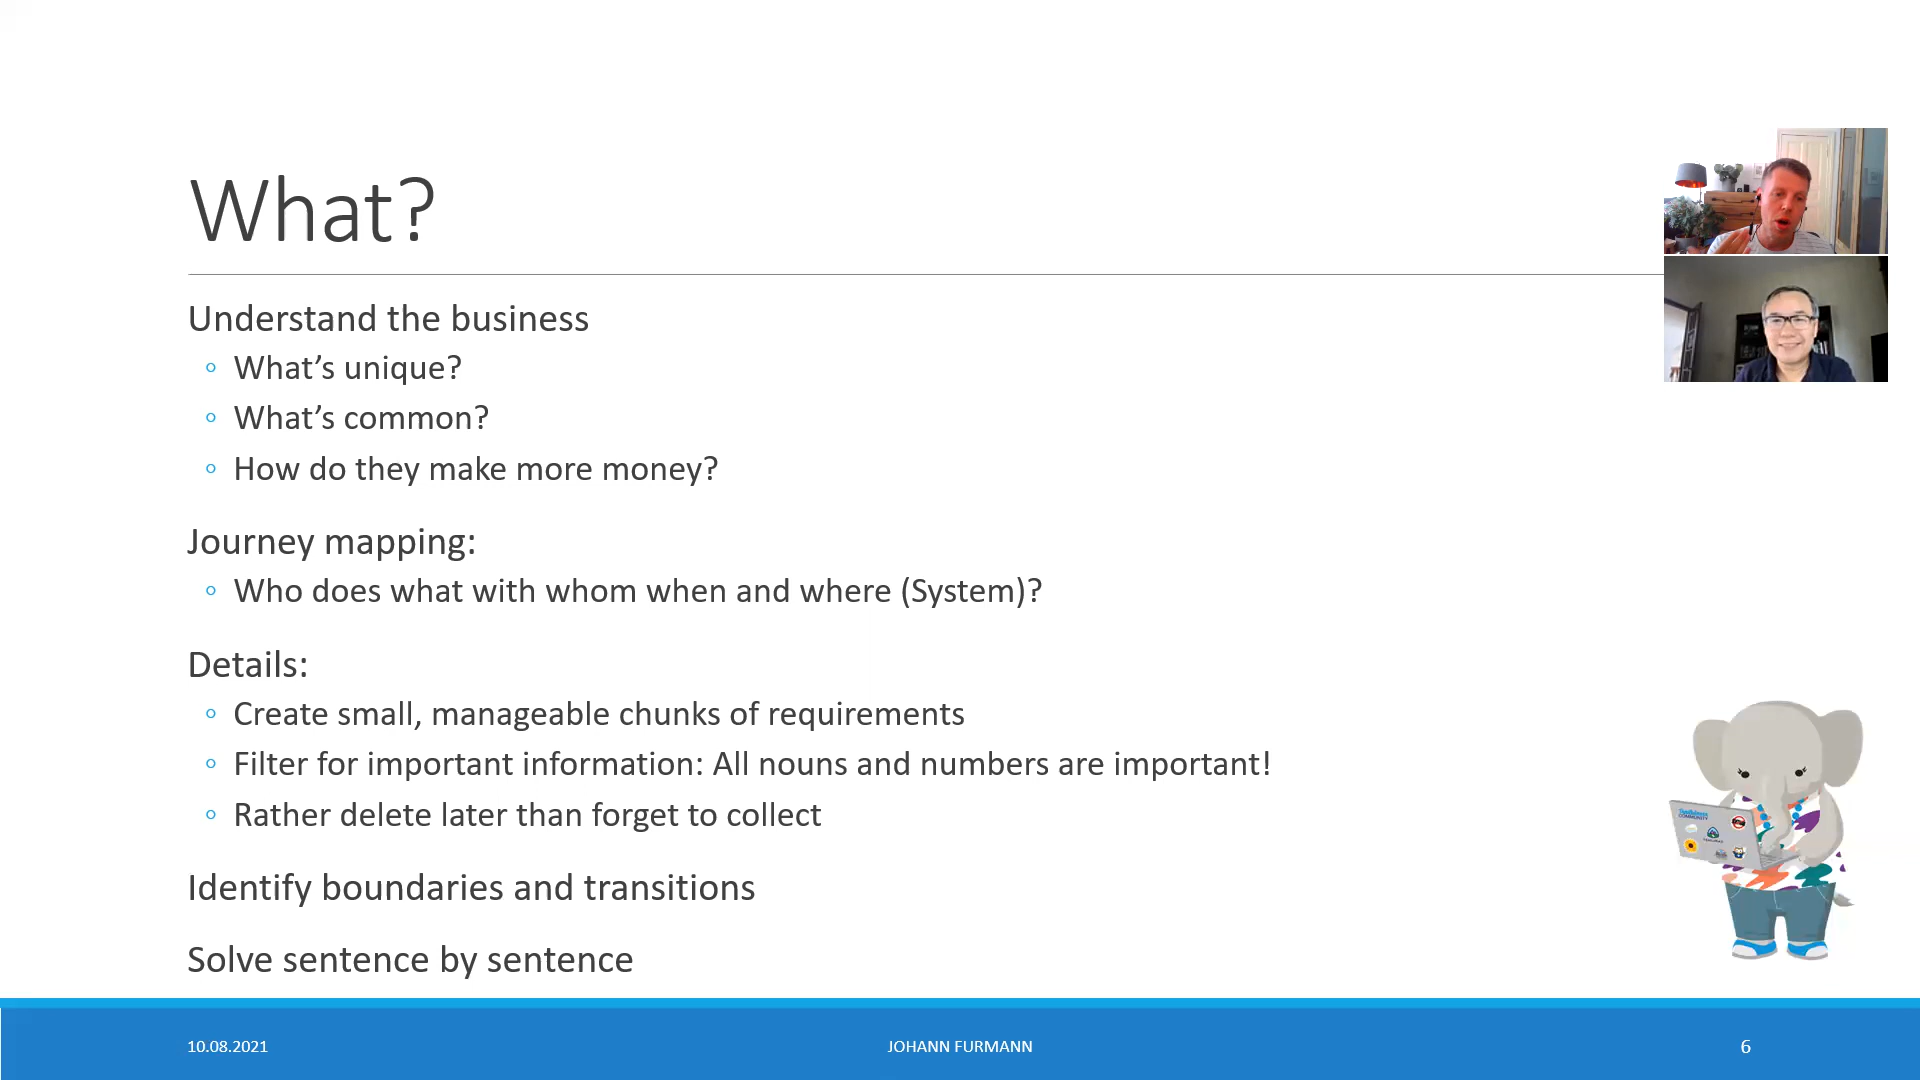 What?
Understand the business
What’s unique?
What’s common?
How do they make more money?
Journey mapping:
Who does what with whom when and where (System)?
Details:
Create small, manageable chunks of requirements
Filter for important information: All nouns and numbers are important!
Rather delete later than forget to collect
Identify boundaries and transitions
Solve sentence by sentence
COMMUNITY
10.08.2021
JOHANN FURMANN
6